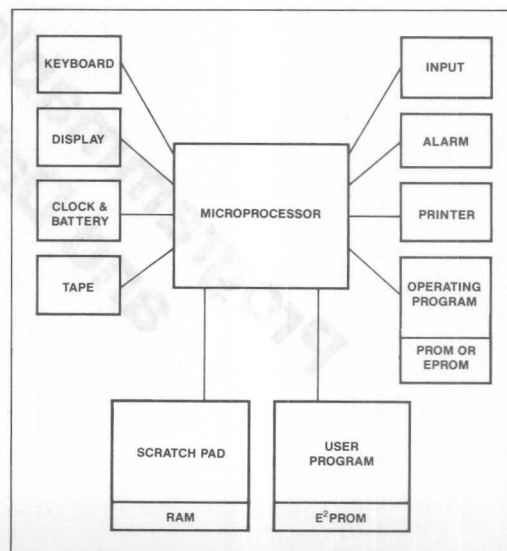 KEYBOARD
DISPLAY
CLOCK &
BATTERY
TAPE
MICROPROCESSOR
INPUT
ALARM
PRINTER
OPERATING
PROGRAM
PROM OR
EPROM
SCRATCH PAD
RAM
USER
PROGRAM
E²PROM